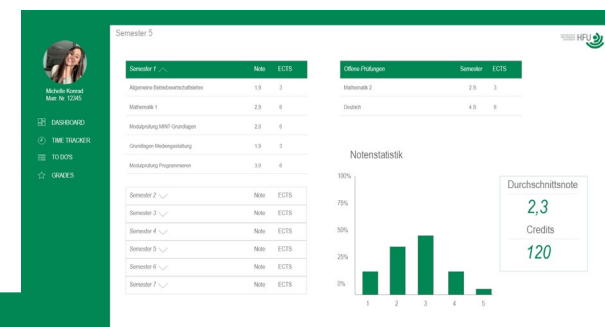 Semester 5
HFU
Michelle Konrad
Matr. Nr. 12345
DASHBOARD
TIME TRACKER
TO DO'S
GRADES
Semester 1 Note ECTS
Allgemeine Betriebswirtschaftslehre 1.9 3
Mathematik 1 2.9 6
Modulprüfung MINT-Grundlagen 2.0 6
Grundlagen Mediengestaltung 1.9 3
Modulprüfung Programmieren 3.0 6
Semester 2 Note ECTS
Semester 3 Note ECTS
Semester 4 Note ECTS
Semester 5 Note ECTS
Semester 6 Note ECTS
Semester 7 Note ECTS
Offene Prüfungen Semester ECTS
Mathematik 2 2 B 3
Deutsch 4 B 6
Notenstatistik
100%
75%
50%
25%
0%
1 2 3 4 5
Durchschnittsnote
2,3
Credits
120